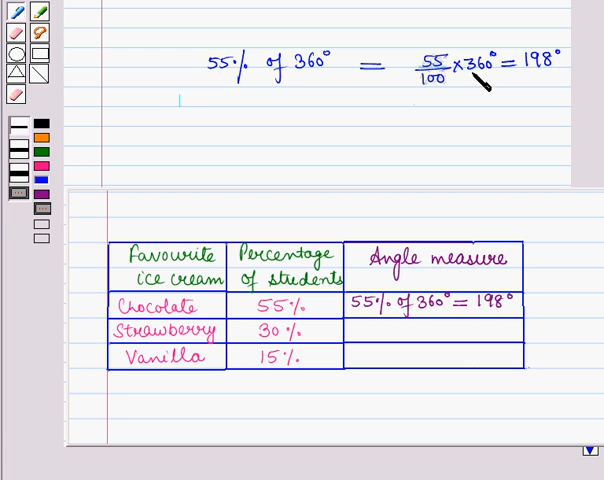 55% of 360° = 55/100 × 360° = 198°
Favourite ice cream Percentage of students Angle measure
Chocolate 55% 55% of 360° = 198°
Strawberry 30%
Vanilla 15%